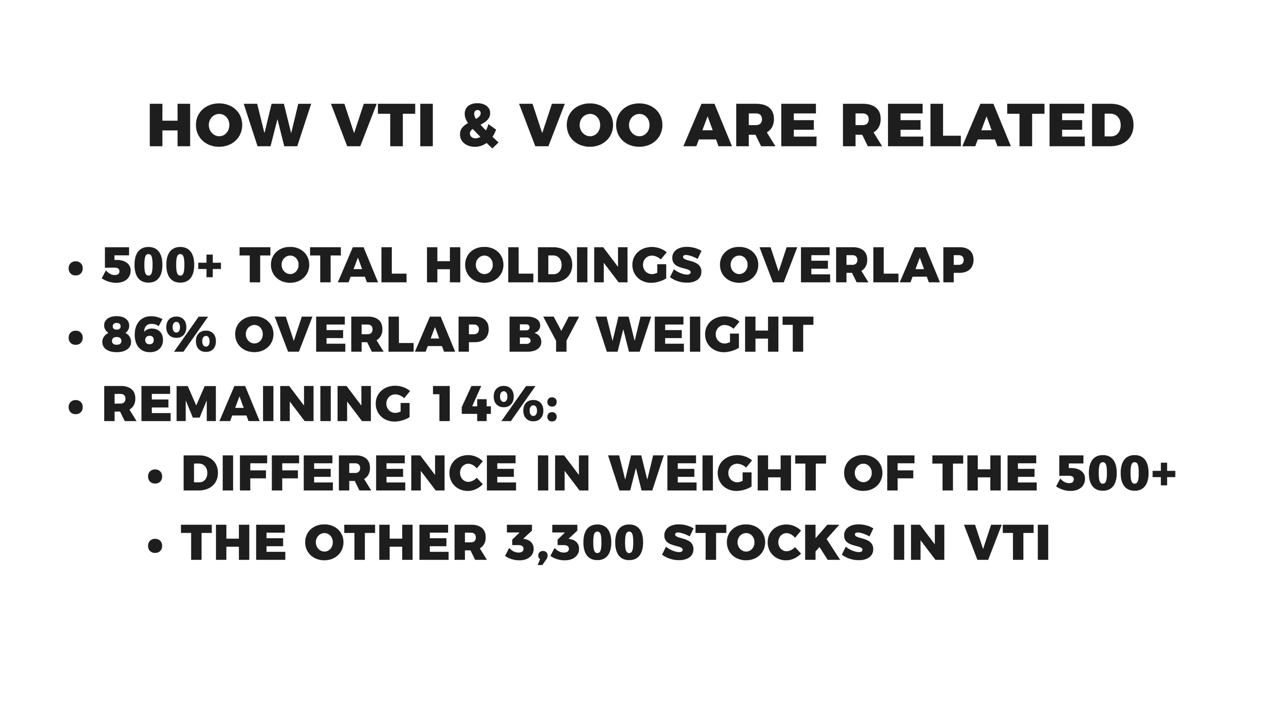 HOW VTI & VOO ARE RELATED
• 500+ TOTAL HOLDINGS OVERLAP
• 86% OVERLAP BY WEIGHT
• REMAINING 14%:
• DIFFERENCE IN WEIGHT OF THE 500+
• THE OTHER 3,300 STOCKS IN VTI